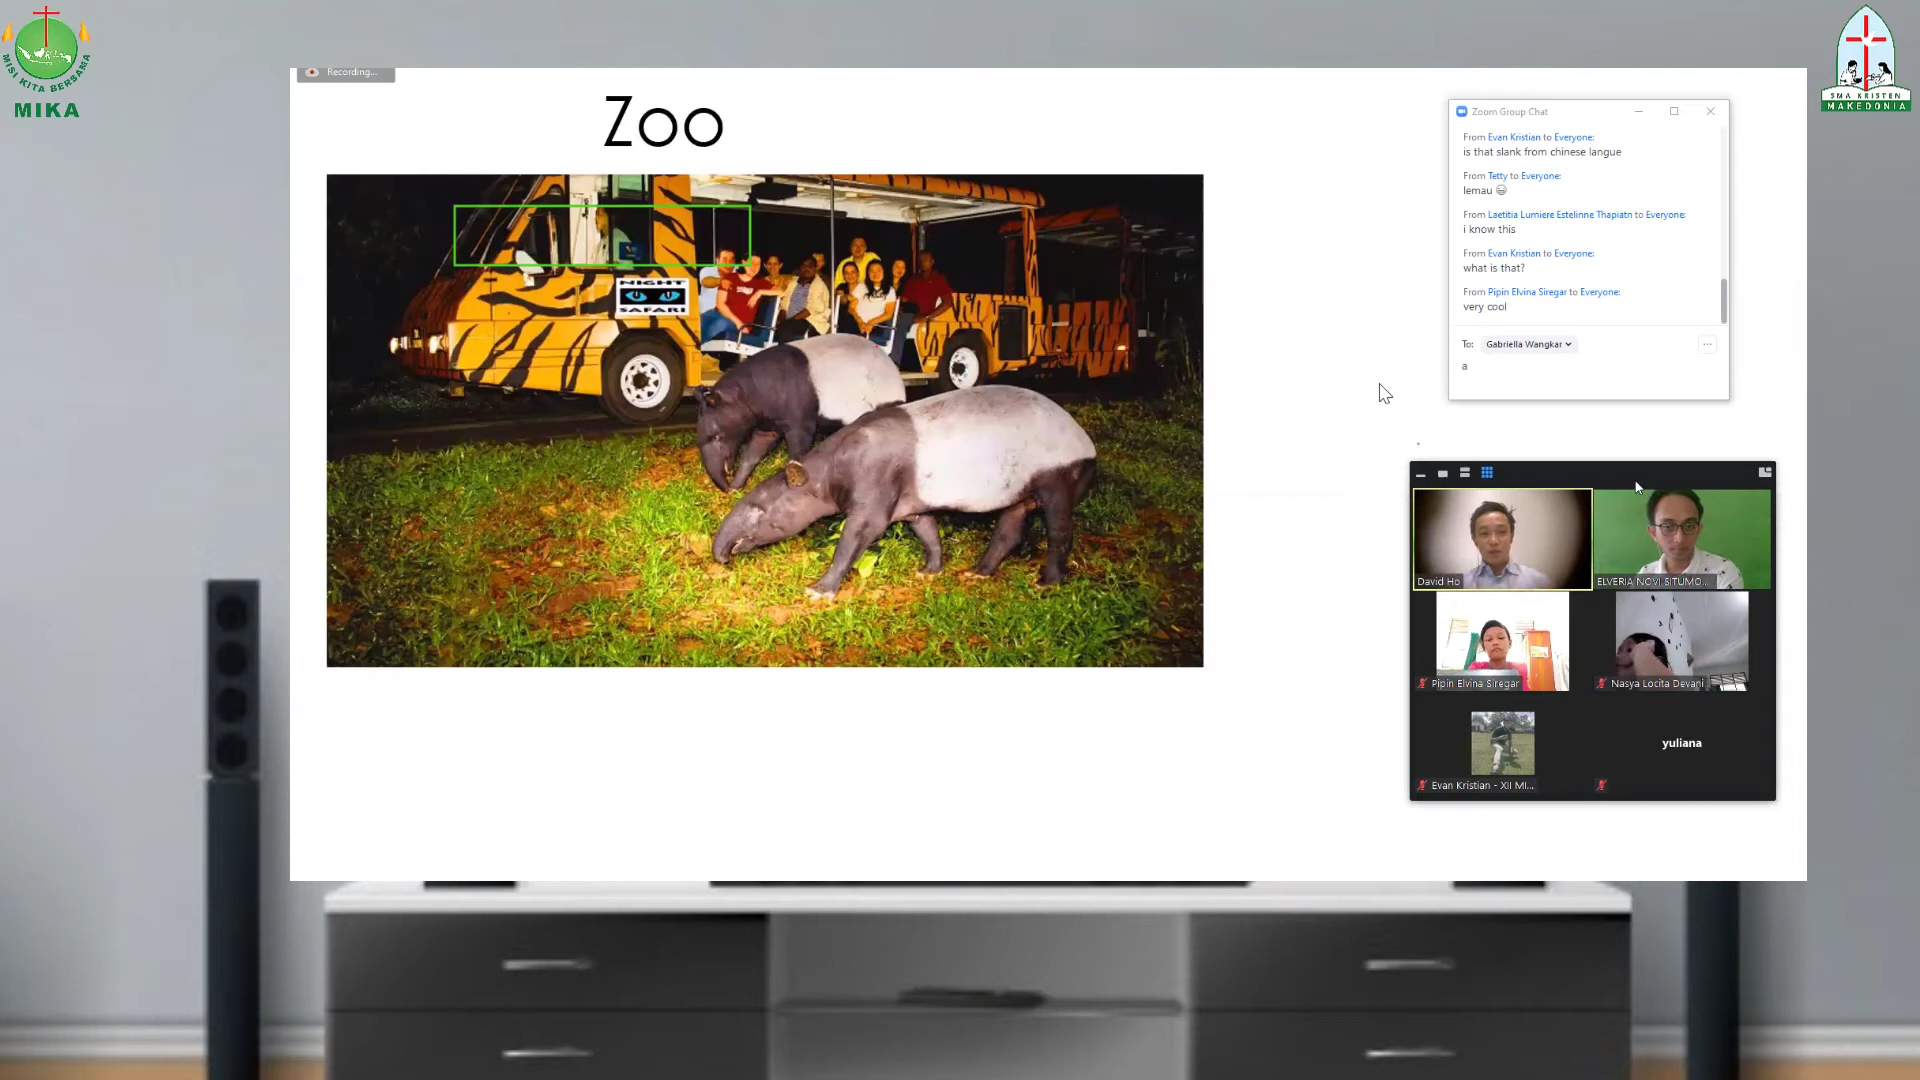 MISI KITA BERSAMA
MIKA
Recording...
Zoo
NIGHT
SAFARI
Zoom Group Chat
From Evan Kristian to Everyone:
is that slank from chinese langue
From Tetty to Everyone:
lemau 😂
From Laetitia Lumiere Estelinne Thapiatn to Everyone:
i know this
From Evan Kristian to Everyone:
what is that?
From Pipin Elvina Siregar to Everyone:
very cool
To: Gabriella Wangkar
a
David Ho
ELVERIA NOVI SITUMO...
Pipin Elvina Siregar
Nasya Locita Devani
Evan Kristian - XII MI...
yuliana
SMA KRISTEN
MAKEDONIA